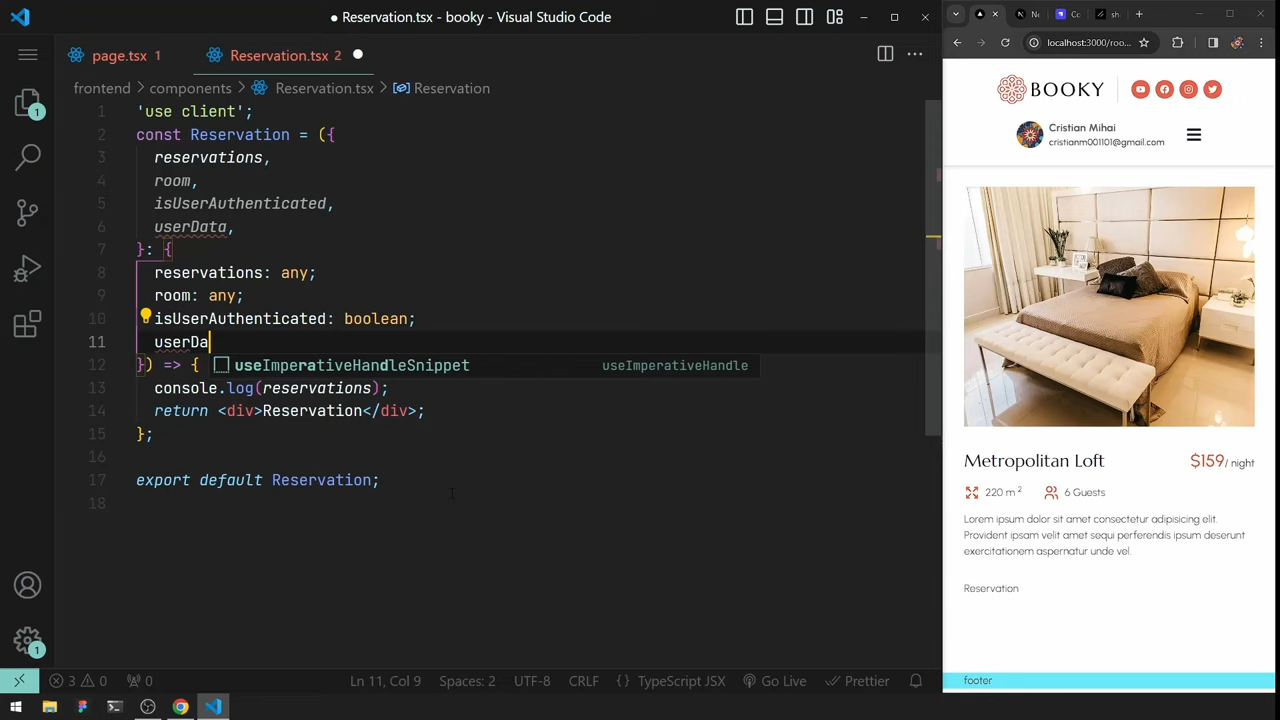 Reservation.tsx - booky - Visual Studio Code
page.tsx 1
Reservation.tsx 2
frontend components Reservation.tsx Reservation
1 'use client';
2 const Reservation = ({
3 reservations,
4 room,
5 isUserAuthenticated,
6 userData,
7 }: {
8 reservations: any;
9 room: any;
10 isUserAuthenticated: boolean;
11 userDa
useImperativeHandleSnippet useImperativeHandle
12 }) => {
13 console.log(reservations);
14 return <div>Reservation</div>;
15 };
16
17 export default Reservation;
18
1
1
3 0 0 Ln 11, Col 9 Spaces: 2 UTF-8 CRLF {} TypeScript JSX Go Live Prettier
localhost:3000/roo...
BOOKY
Cristian Mihai
cristianm001101@gmail.com
Metropolitan Loft $159/ night
220 m 2 6 Guests
Lorem ipsum dolor sit amet consectetur adipisicing elit.
Provident ipsam velit amet sequi perferendis ipsum deserunt
exercitationem aspernatur unde vel.
Reservation
footer